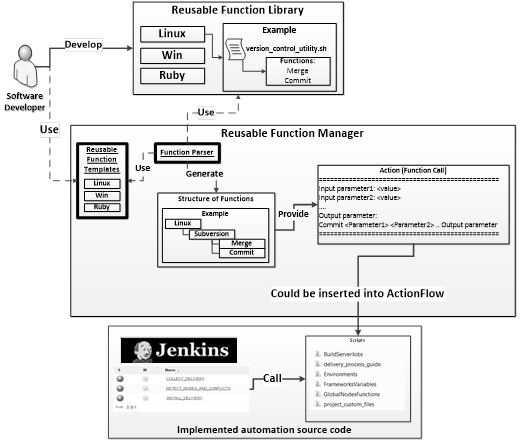 Reusable Function Library
Develop
Linux
Win
Ruby
Example
version_control_utility.sh
Functions:
Merge
Commit
Software
Developer
Use
Use
Reusable Function Manager
Reusable
Function
Templates
Linux
Win
Ruby
Use
Function Parser
Generate
Structure of Functions
Example
Linux
Subversion
Merge
Commit
Provide
Action (Function Call)
Input parameter1: <value>
Input parameter2: <value>
....
Output parameter:
Commit <Parameter1> <Parameter2> .. Output parameter
Could be inserted into ActionFlow
Jenkins
S W Name ↓
COLLECT_DELIVERY
DETECT_NODES_AND_CONFLICTS
INSTALL_DELIVERY
Call
Scripts
BuildServerJobs
delivery_process_guide
Environments
FrameworksVariables
GlobalNodesFunctions
project_custom_files
Implemented automation source code